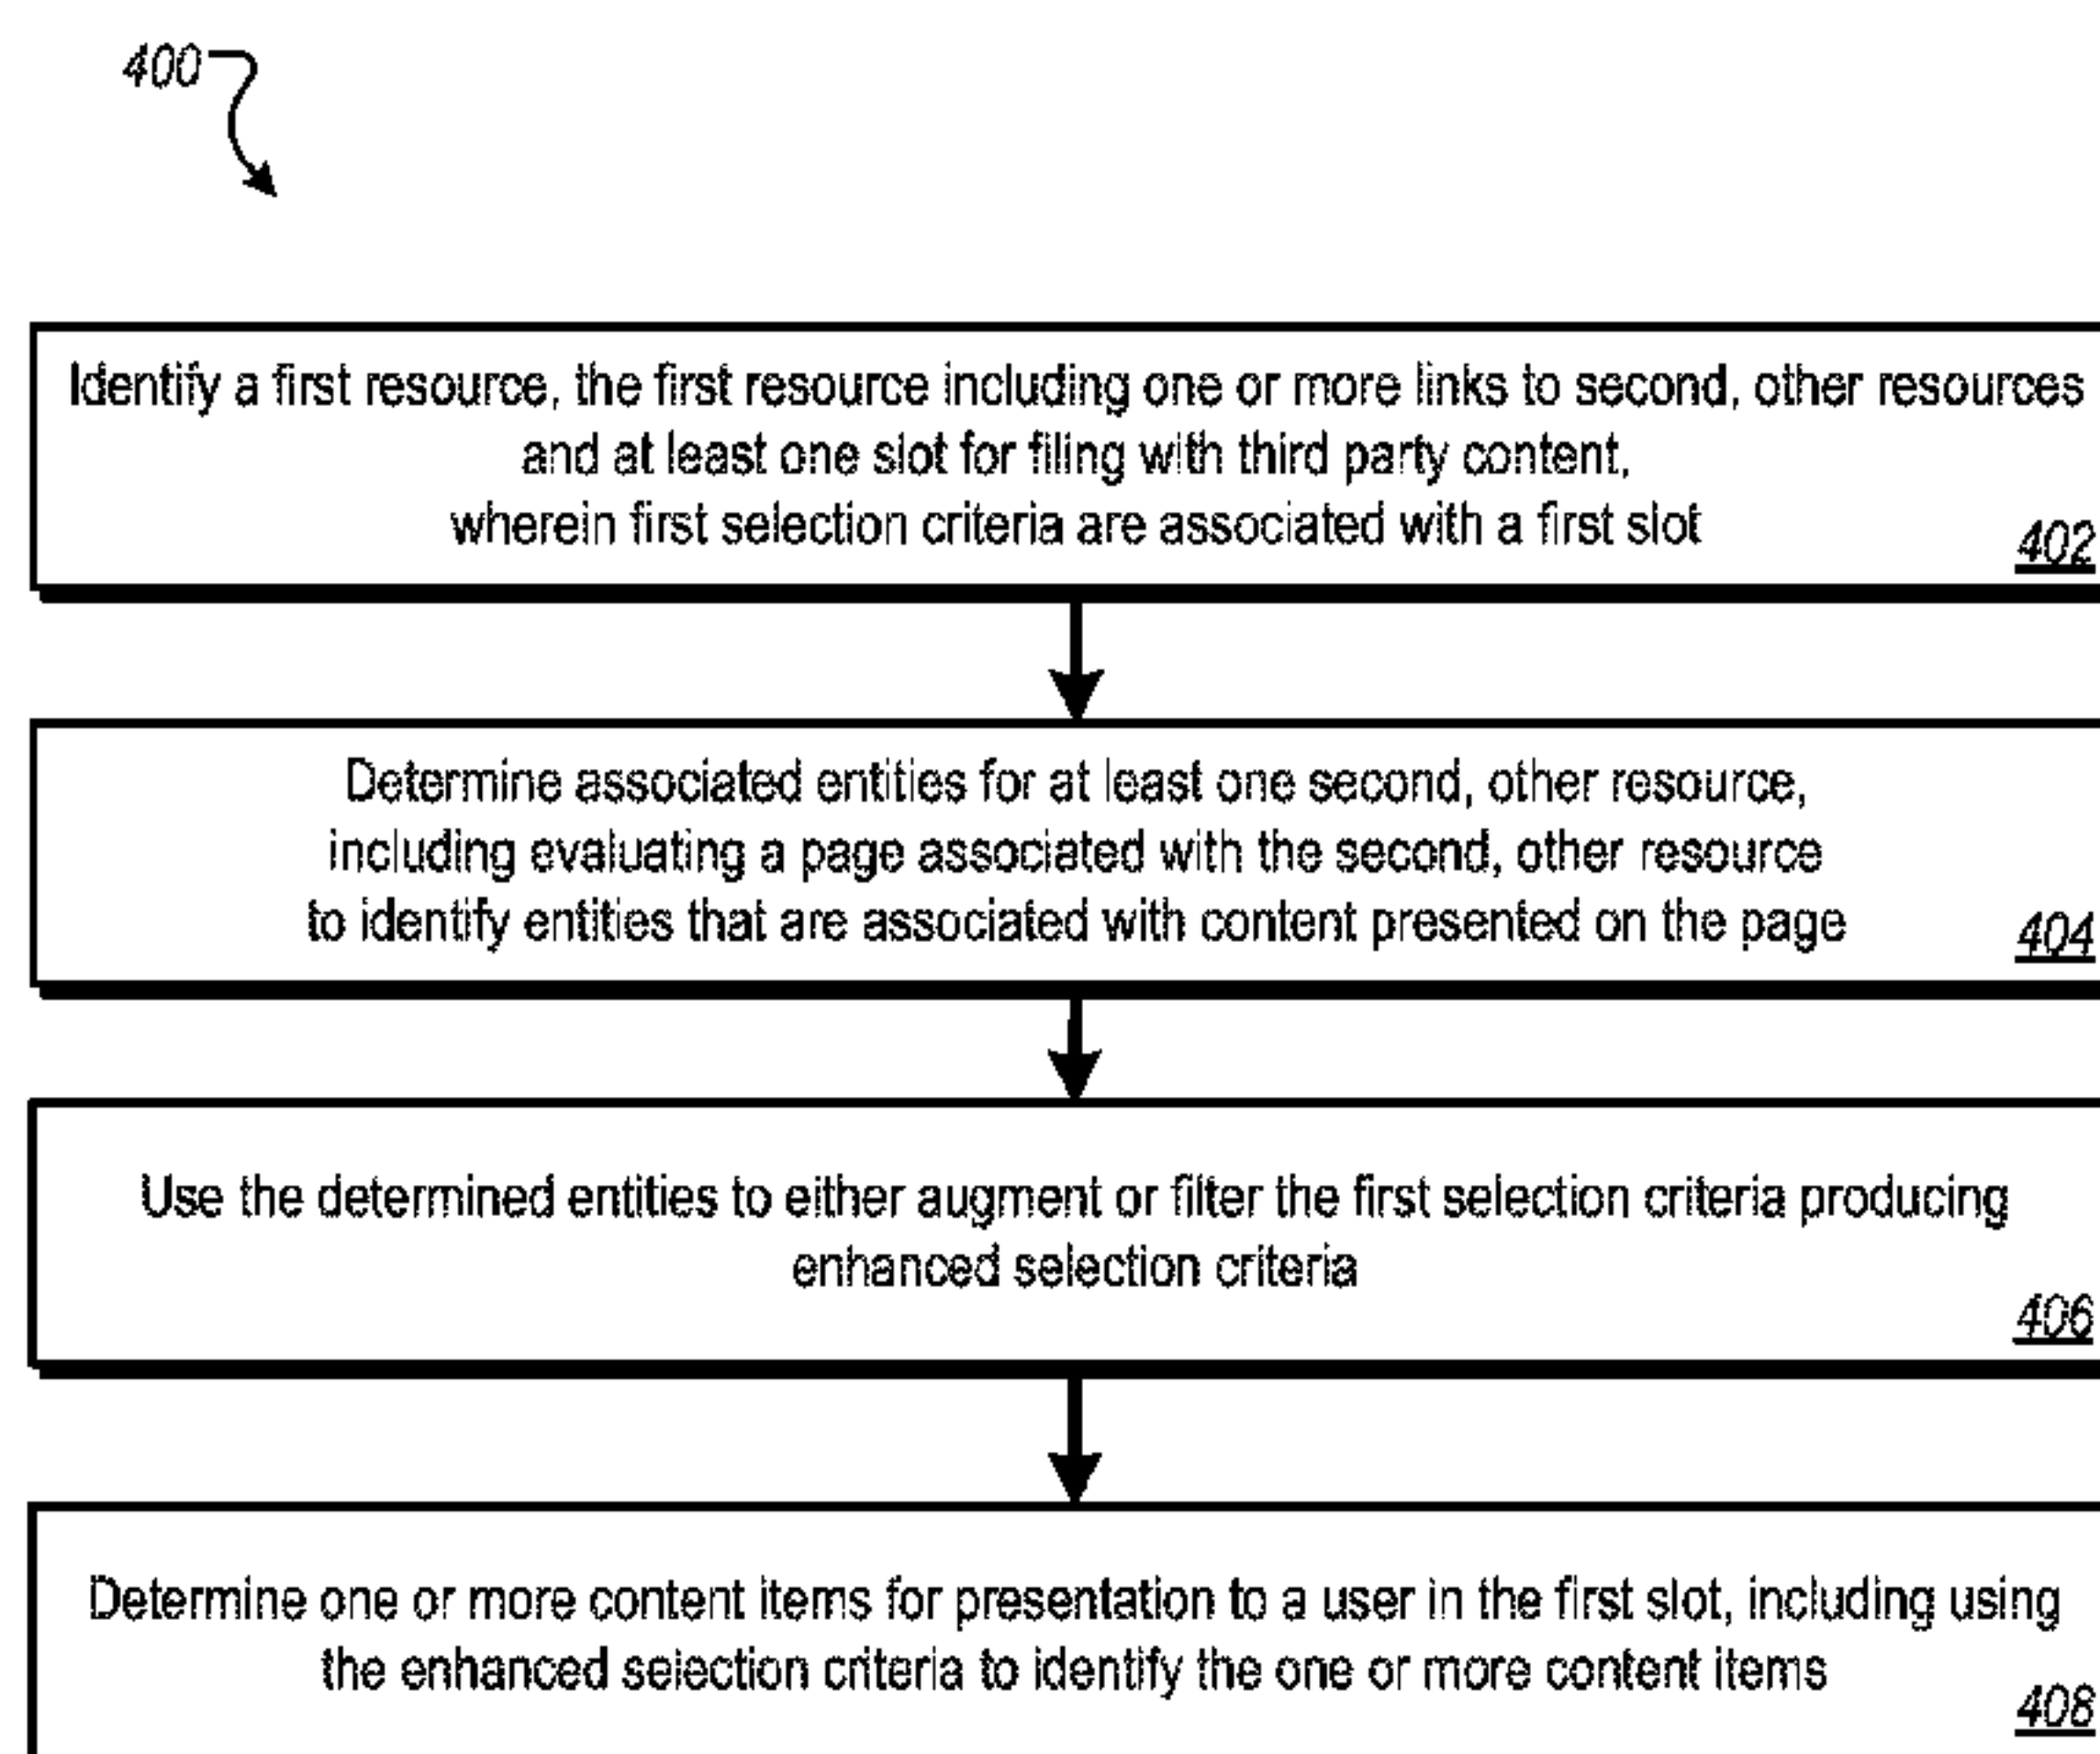 400
Identify a first resource, the first resource including one or more links to second, other resources
and at least one slot for filing with third party content,
wherein first selection criteria are associated with a first slot
402
Determine associated entities for at least one second, other resource,
including evaluating a page associated with the second, other resource
to identify entities that are associated with content presented on the page
404
Use the determined entities to either augment or filter the first selection criteria producing
enhanced selection criteria
406
Determine one or more content items for presentation to a user in the first slot, including using
the enhanced selection criteria to identify the one or more content items
408